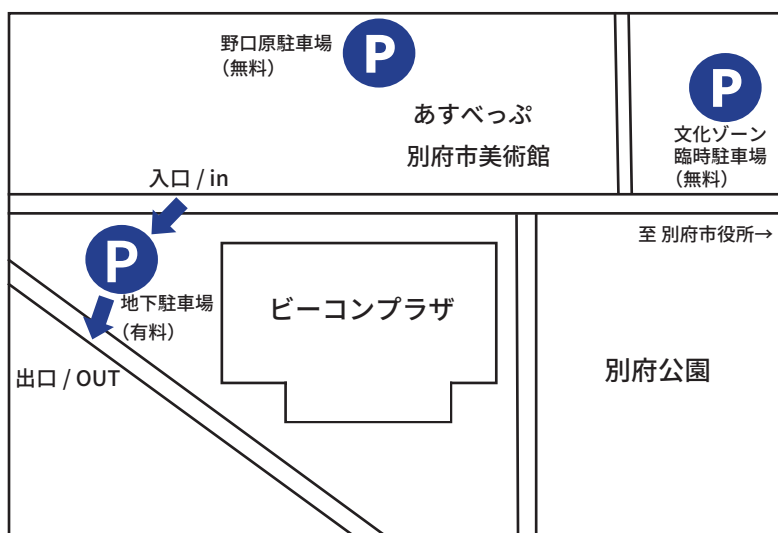 野口原駐車場
（無料）
P
あすべっぷ
別府市美術館
P
文化ゾーン
臨時駐車場
（無料）
入口 / in
P
地下駐車場
（有料）
出口 / OUT
ビーコンプラザ
至 別府市役所→
別府公園